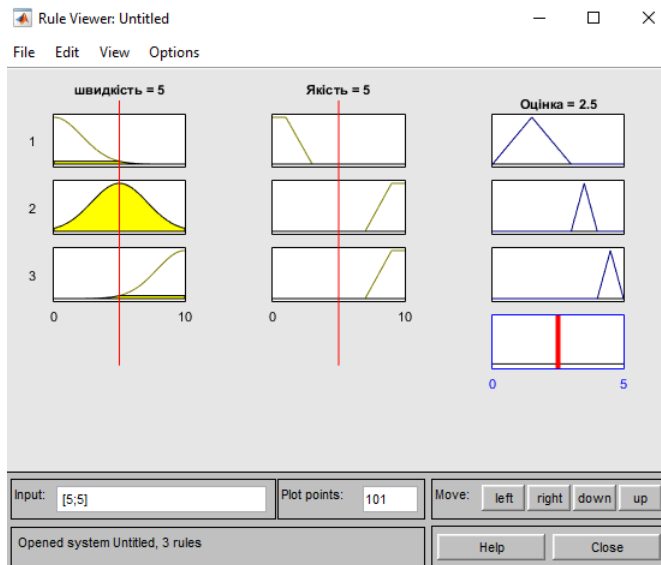 Rule Viewer: Untitled
File Edit View Options
швидкість = 5 Якість = 5 Оцінка = 2.5
1
2
3
0 10 0 10
0 5
Input: [5;5] Plot points: 101 Move: left right down up
Opened system Untitled, 3 rules Help Close